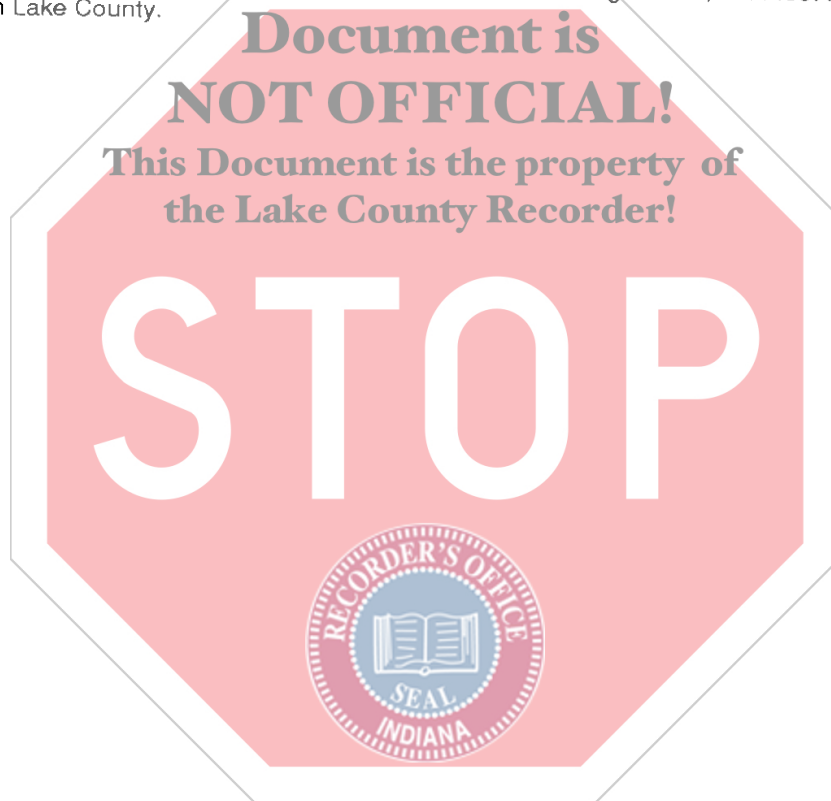 Lake County.
Document is
NOT OFFICIAL!
This Document is the property of
the Lake County Recorder!
STOP
RECORDER'S OFFICE
SEAL
INDIANA